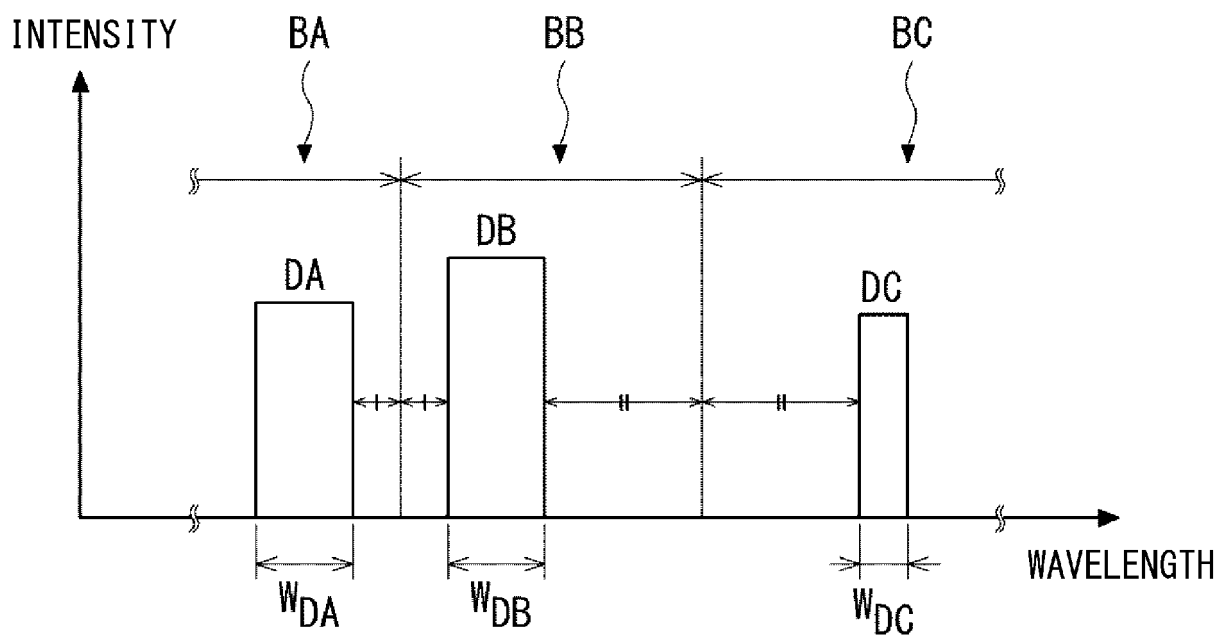 INTENSITY
BA
BB
BC
DA
DB
DC
WAVELENGTH
WDA
WDB
WDC